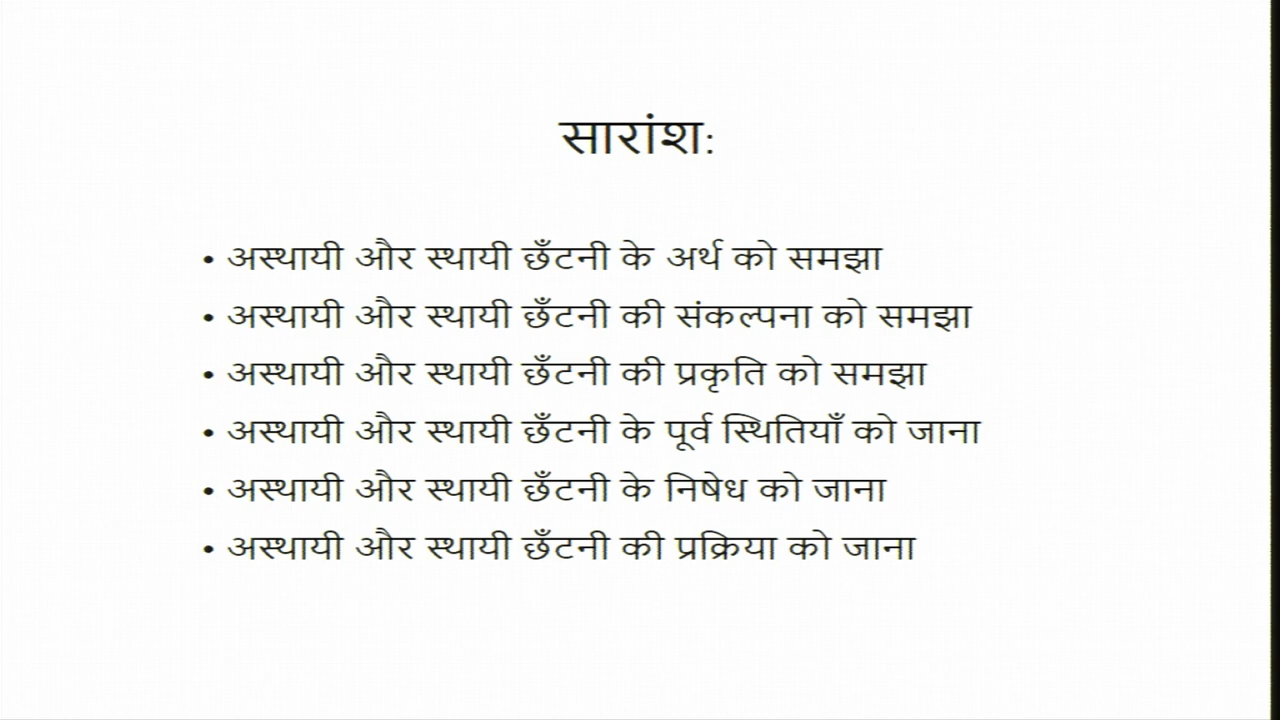 सारांश:
• अस्थायी और स्थायी छँटनी के अर्थ को समझा
• अस्थायी और स्थायी छँटनी की संकल्पना को समझा
• अस्थायी और स्थायी छँटनी की प्रकृति को समझा
• अस्थायी और स्थायी छँटनी के पूर्व स्थितियाँ को जाना
• अस्थायी और स्थायी छँटनी के निषेध को जाना
• अस्थायी और स्थायी छँटनी की प्रक्रिया को जाना